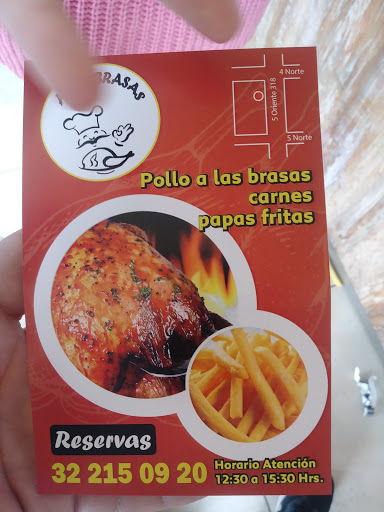 BRASAS
4 Norte
5 Oriente 318
5 Norte
Pollo a las brasas
carnes
papas fritas
Reservas
32 215 09 20
Horario Atención
12:30 a 15:30 Hrs.